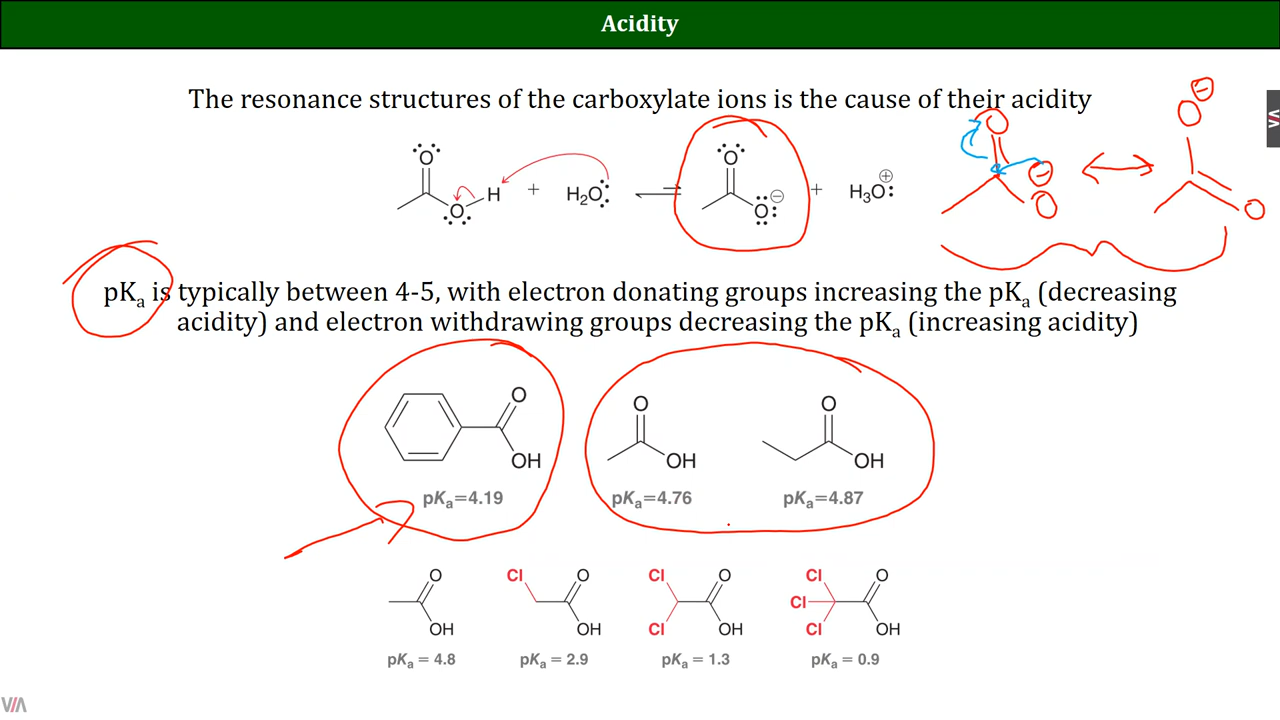 Acidity
The resonance structures of the carboxylate ions is the cause of their acidity
O H O + H₂O O ⊖ O + H₃O ⊕
O ⊖ O O ⊖ O
pKₐ is typically between 4-5, with electron donating groups increasing the pKₐ (decreasing
acidity) and electron withdrawing groups decreasing the pKₐ (increasing acidity)
O O O
OH OH OH
pKₐ=4.19 pKₐ=4.76 pKₐ=4.87
O Cl O Cl O Cl O
Cl
OH OH Cl OH Cl OH
pKₐ = 4.8 pKₐ = 2.9 pKₐ = 1.3 pKₐ = 0.9
VIA